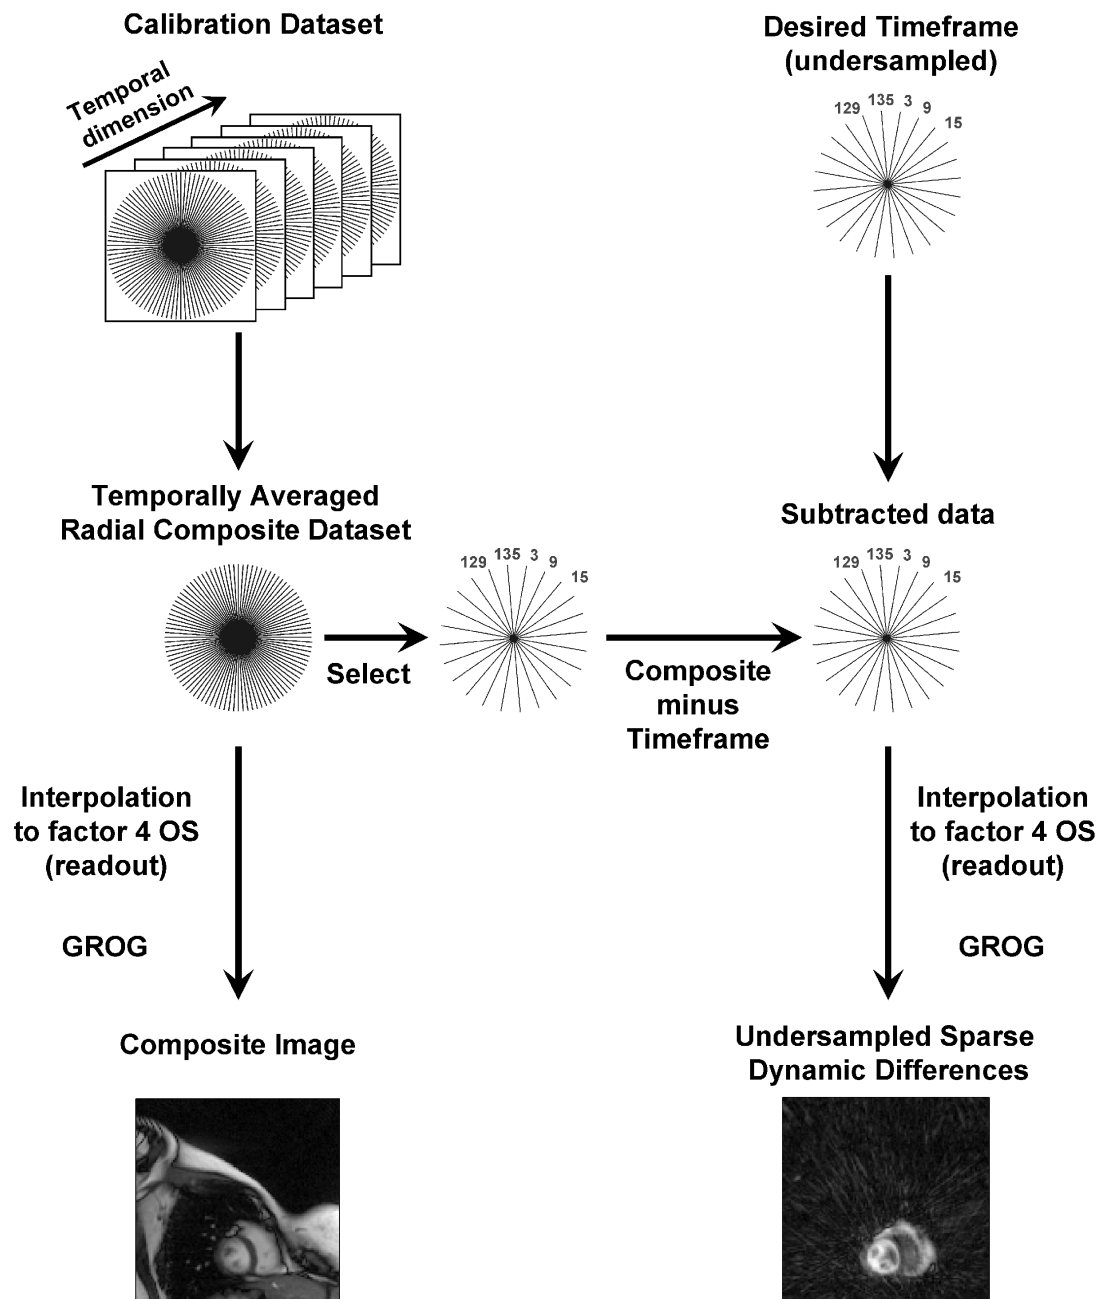 Calibration Dataset
Temporal
dimension
Desired Timeframe
(undersampled)
129 135 3 9 15
Temporally Averaged
Radial Composite Dataset
129 135 3 9 15
Select
Composite
minus
Timeframe
Subtracted data
129 135 3 9 15
Interpolation
to factor 4 OS
(readout)
GROG
Interpolation
to factor 4 OS
(readout)
GROG
Composite Image
Undersampled Sparse
Dynamic Differences